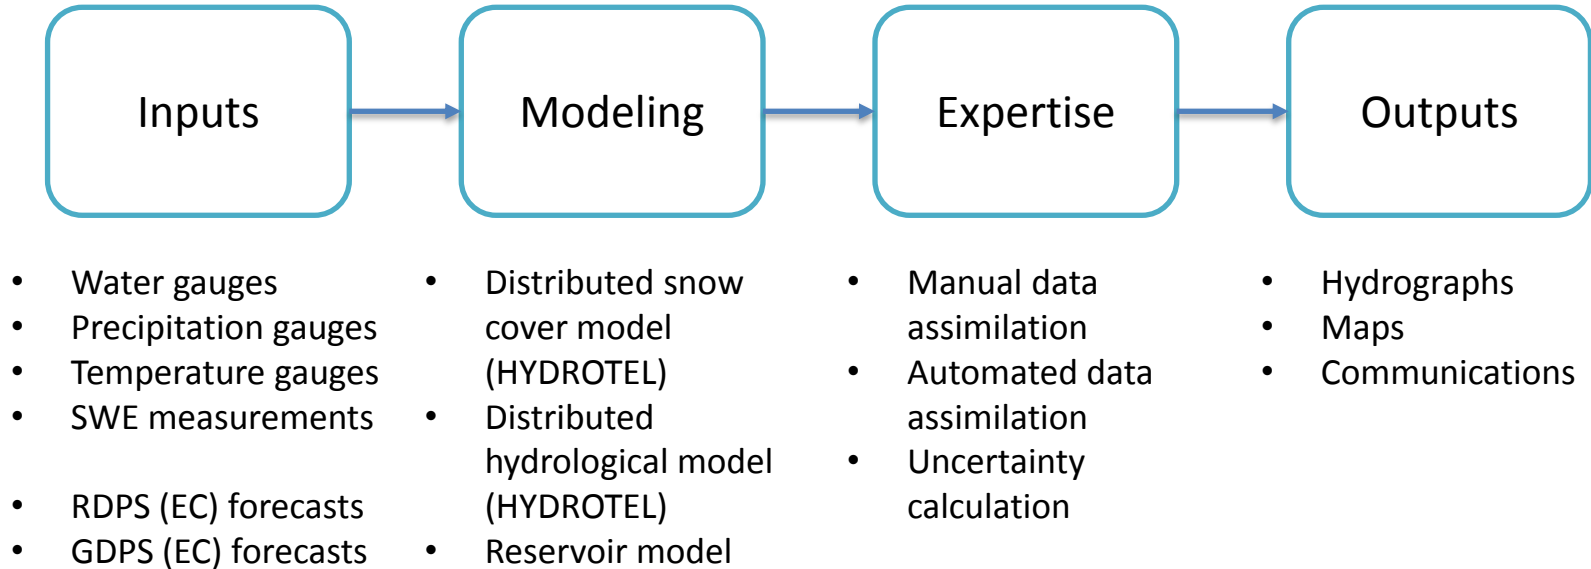 Inputs
Modeling
Expertise
Outputs
• Water gauges
• Precipitation gauges
• Temperature gauges
• SWE measurements
• RDPS (EC) forecasts
• GDPS (EC) forecasts
• Distributed snow
cover model
(HYDROTEL)
• Distributed
hydrological model
(HYDROTEL)
• Reservoir model
• Manual data
assimilation
• Automated data
assimilation
• Uncertainty
calculation
• Hydrographs
• Maps
• Communications